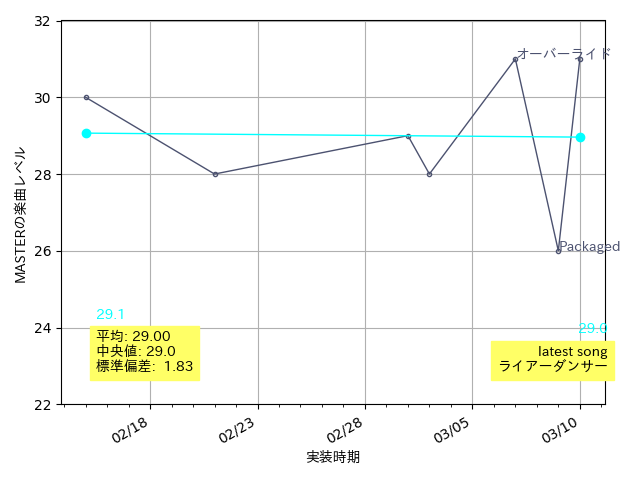 32
30
28
26
24
22
MASTERの楽曲レベル
オーバーライド
Packaged
29.1
平均: 29.00
中央値: 29.0
標準偏差: 1.83
29.0
latest song
ライアーダンサー
02/18
02/23
02/28
03/05
03/10
実装時期